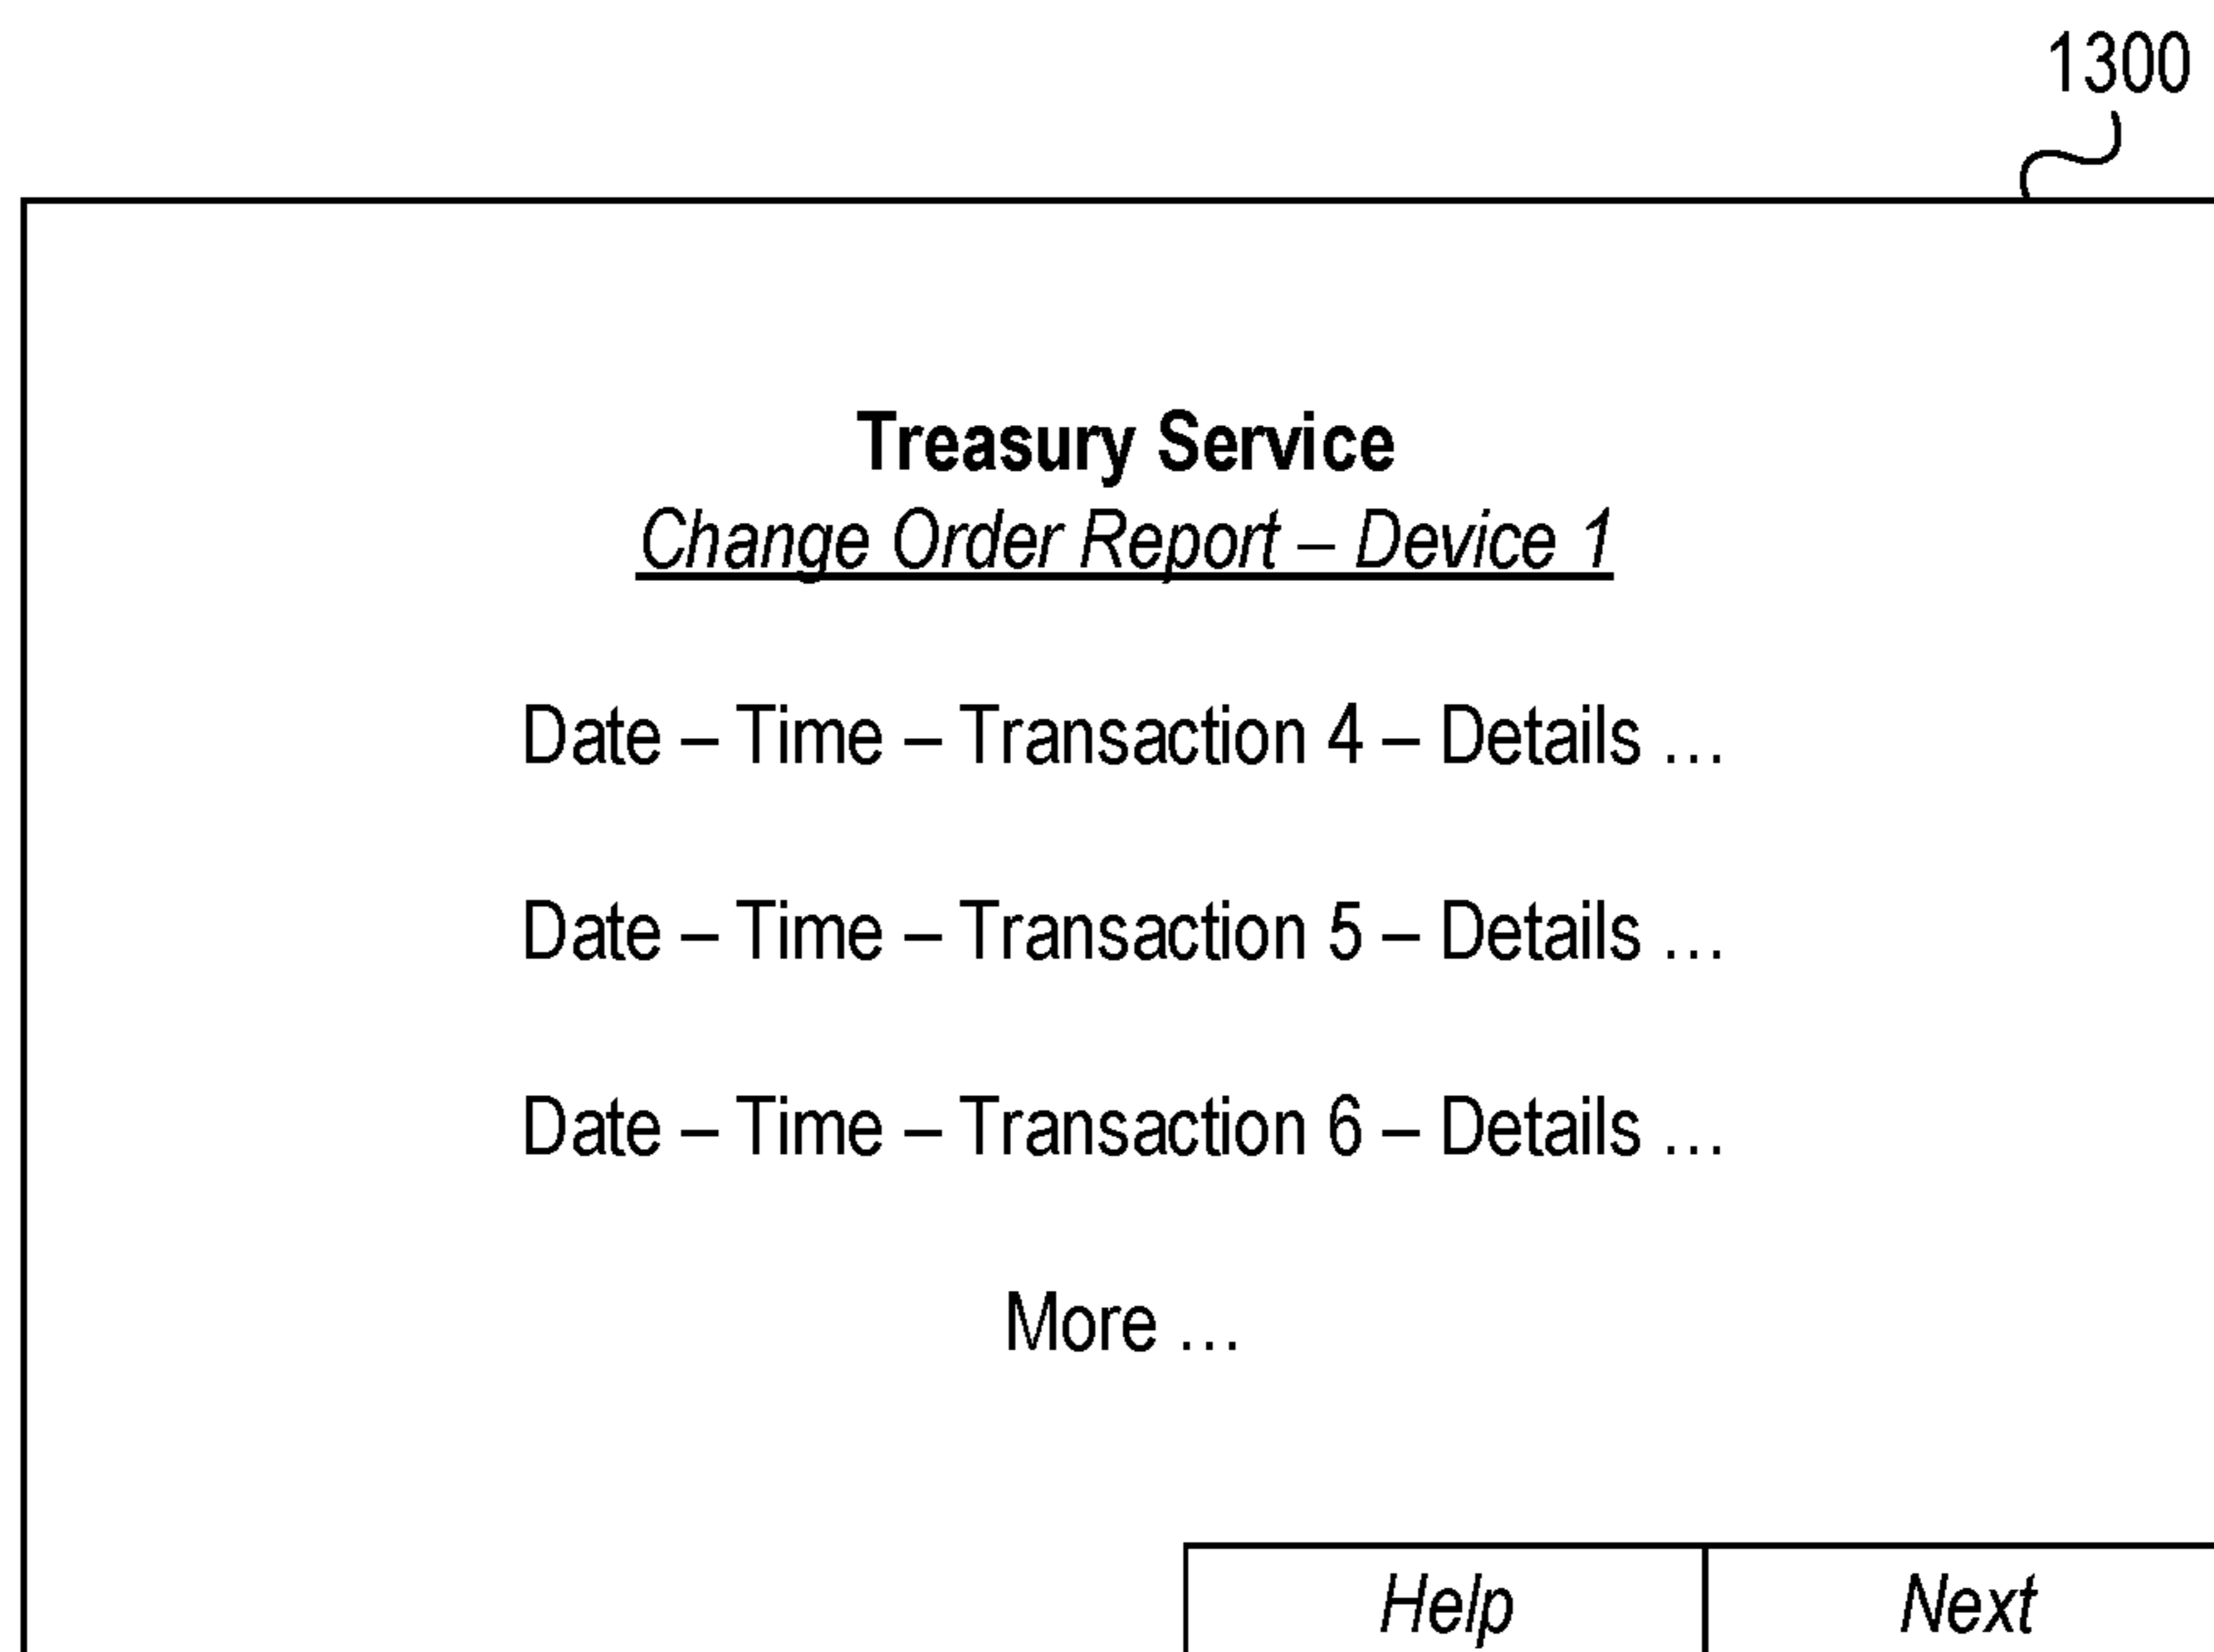 1300
Treasury Service
Change Order Report – Device 1
Date – Time – Transaction 4 – Details ...
Date – Time – Transaction 5 – Details ...
Date – Time – Transaction 6 – Details ...
More ...
Help Next